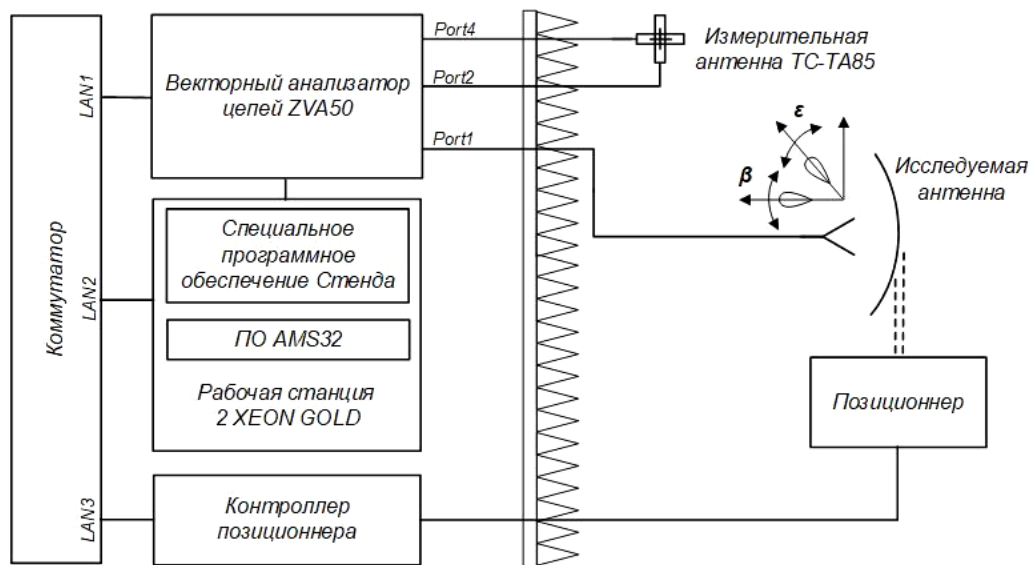 Коммутатор
LAN1
LAN2
LAN3
Векторный анализатор
цепей ZVA50
Port4
Port2
Port1
Специальное
программное
обеспечение Стенда
ПО AMS32
Рабочая станция
2 XEON GOLD
Контроллер
позиционера
Измерительная
антенна TC-TA85
ε
β
Исследуемая
антенна
Позиционнер